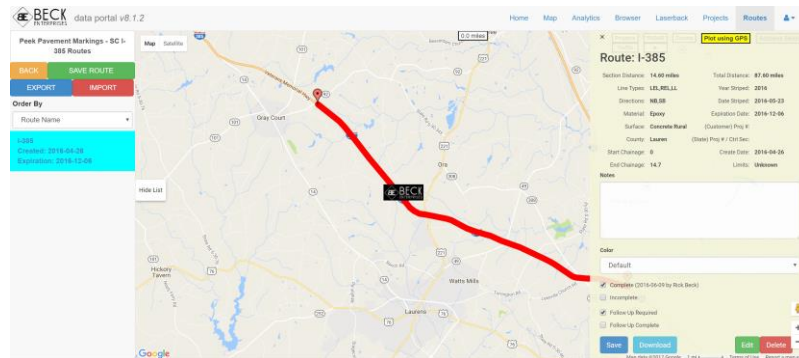 BECK
ENTERPRISES
data portal v8.1.2
Home
Map
Analytics
Browser
Laserback
Projects
Routes
Peek Pavement Markings - SC I-
385 Routes
BACK
SAVE ROUTE
EXPORT
IMPORT
Order By
Route Name
I-385
Created: 2016-04-26
Expiration: 2016-12-06
Map
Satellite
0.0 miles
Hide List
Gray Court
Ora
BECK
Hickory
Tavern
Watts Mills
Laurens
Google
Plot using GPS
Route: I-385
Section Distance: 14.60 miles
Total Distance: 87.60 miles
Line Types: LEL,REL,LL
Year Striped: 2016
Directions: NB,SB
Date Striped: 2016-05-23
Material: Epoxy
Expiration Date: 2016-12-06
Surface: Concrete Rural
(Customer) Proj #:
County: Lauren
(State) Proj # / Ctrl Sec:
Start Chainage: 0
Create Date: 2016-04-26
End Chainage: 14.7
Limits: Unknown
Notes
Color
Default
Complete (2016-06-09 by Rick.Beck)
Incomplete
Follow-Up Required
Follow-Up Complete
Save
Download
Edit
Delete